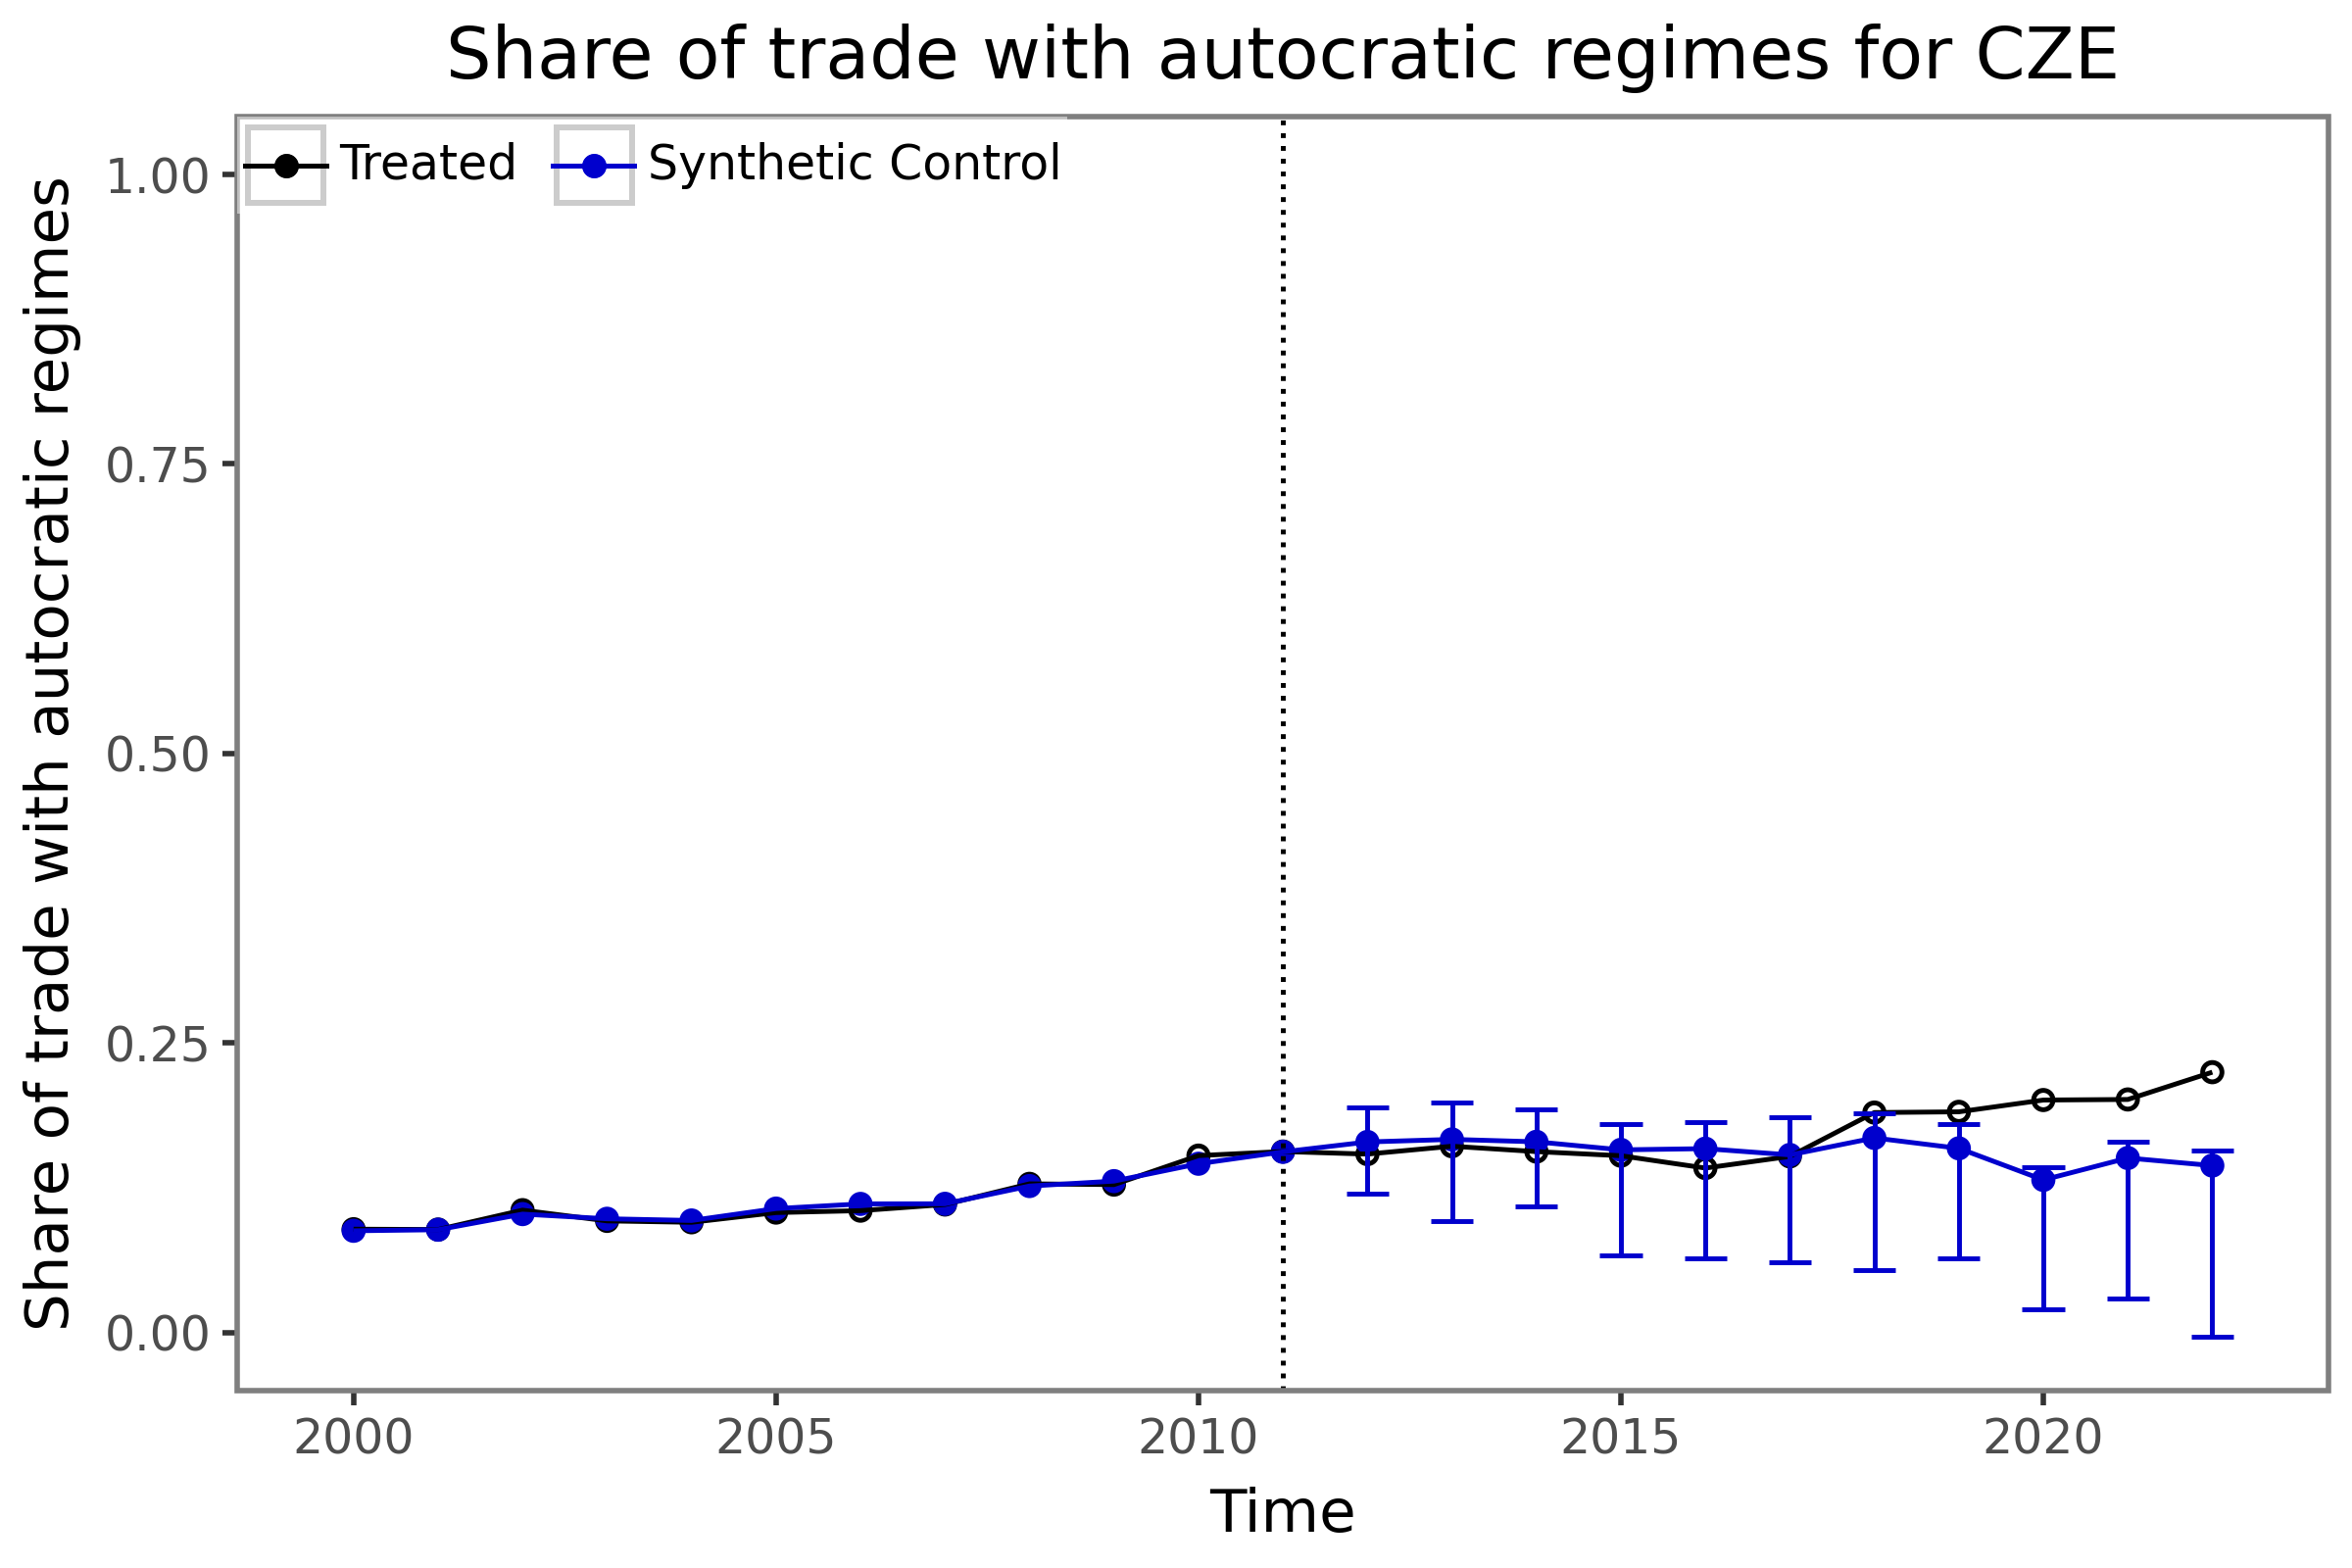 Share of trade with autocratic regimes for CZE
Treated
Synthetic Control
Share of trade with autocratic regimes
1.00
0.75
0.50
0.25
0.00
2000
2005
2010
2015
2020
Time